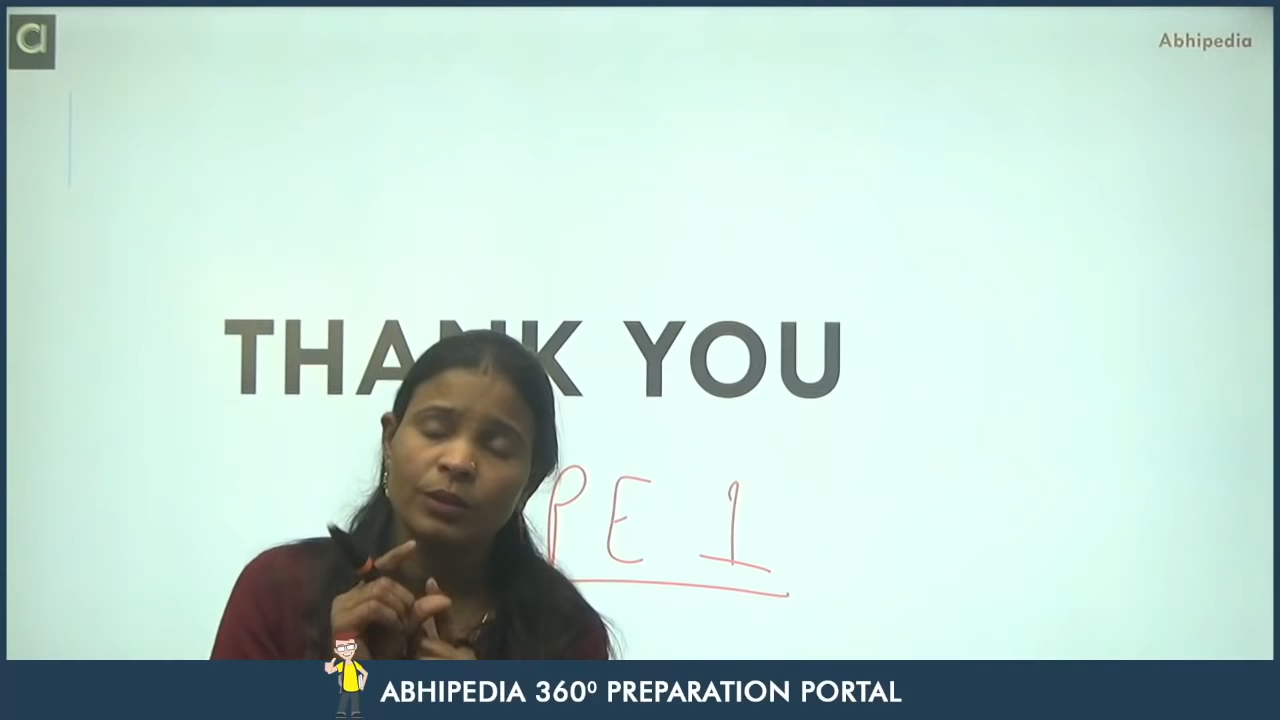 a
Abhipedia
THANK YOU
PE 1
ABHIPEDIA 360⁰ PREPARATION PORTAL